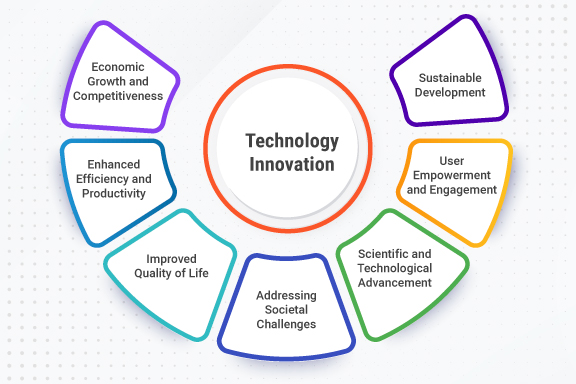 Economic
Growth and
Competitiveness
Enhanced
Efficiency and
Productivity
Improved
Quality of Life
Addressing
Societal
Challenges
Scientific and
Technological
Advancement
User
Empowerment
and Engagement
Sustainable
Development
Technology
Innovation